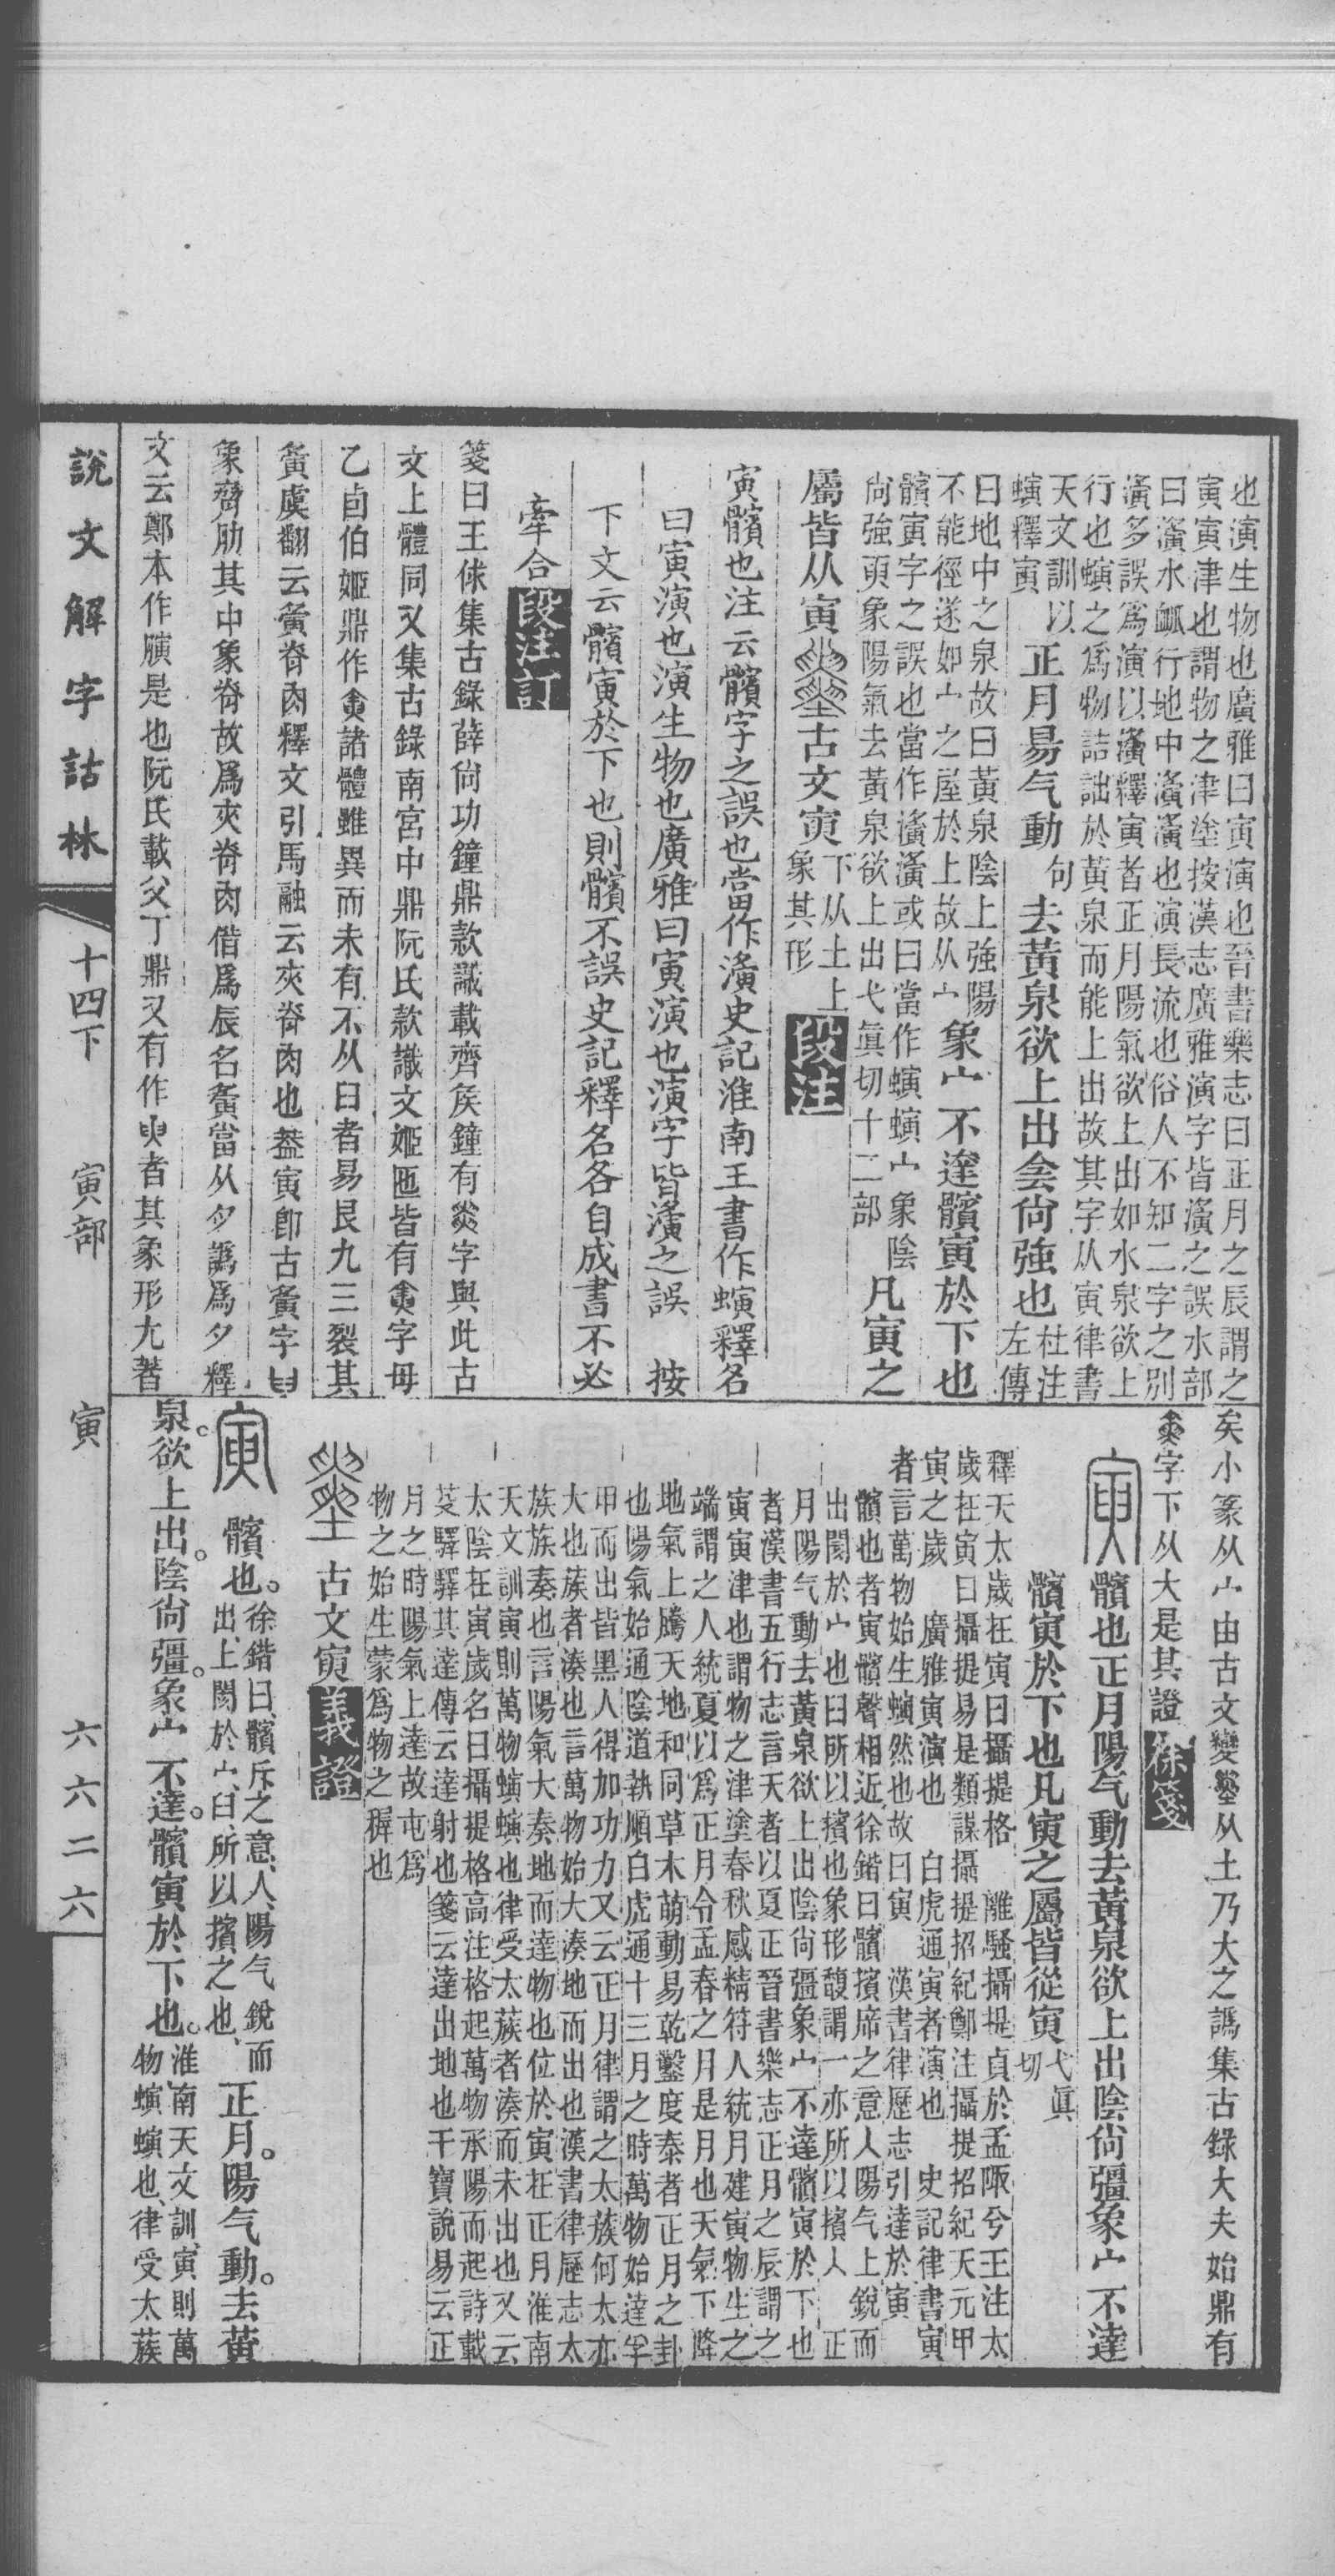 也演生物也廣雅曰寅演也晉書樂志曰正月之辰謂之
寅寅津也謂物之津塗按漢志廣雅演字皆濥之誤水部
曰濥水䘏行地中濥濥也演長流也俗人不知二字之別
濥多誤爲演以濥釋寅者正月陽氣欲上出如水泉欲上
行也螾之爲物詰詘於黃泉而能上出故其字从寅律書
天文訓以
螾釋寅
正月昜气動
句
去黃泉欲上出侌尙強也
杜注
左傳
曰地中之泉故曰黃泉陰上強陽
不能徑遂如宀之屋於上故从宀
象宀不達髕寅於下也
髕寅字之誤也當作濥濥或曰當作螾螾宀象陰
尙強䩓象陽氣去黃泉欲上出弋眞切十二部
凡寅之
屬皆从寅
古文寅
下从土上
象其形
段注
寅髕也注云髕字之誤也當作濥史記淮南王書作螾釋名
曰寅演也演生物也廣雅曰寅演也演字皆濥之誤　按
下文云髕寅於下也則髕不誤史記釋名各自成書不必
牽合
段注訂
箋曰王俅集古錄薛尙功鐘鼎款識載齊矦鐘有字與此古
文上體同又集古錄南宮中鼎阮氏款識文姬匜皆有字母
乙卣伯姬鼎作諸體雖異而未有不从臼者易艮九三裂其
夤虞翻云夤脊肉釋文引馬融云夾脊肉也蓋寅卽古夤字
象齊肋其中象脊故爲夾脊肉借爲辰名夤當从夕譌爲夕釋
文云鄭本作䐶是也阮氏載父丁鼎又有作者其象形尢著
矣小篆从宀由古文變从土乃大之譌集古錄大夫始鼎有
字下从大是其證
徐箋
髕也正月陽气動去黃泉欲上出陰尙彊象宀不達
髕寅於下也凡寅之屬皆從寅
弋眞
切
釋天太歲在寅曰攝提格　離騷攝提貞於孟陬兮王注太
歲在寅曰攝提易是類謀攝提招紀鄭注攝提招紀天元甲
寅之歲　廣雅寅演也　白虎通寅者演也　史記律書寅
者言萬物始生螾然也故曰寅　漢書律歷志引達於寅
髕也者寅髕聲相近徐鍇曰髕擯席之意人陽气上銳而
出閡於宀也臼所以擯也象形馥謂一亦所以擯人　正
月陽气動去黃泉欲上出陰尙彊象宀不達髕寅於下也
者漢書五行志言天者以夏正晉書樂志正月之辰謂之
寅寅津也謂物之津塗春秋感精符人統月建寅物生之
端謂之人統夏以爲正月令孟春之月是月也天氣下降
地氣上騰天地和同草木萌動易乾鑿度泰者正月之卦
也陽氣始通陰道執順白虎通十三月之時萬物始達孚
甲而出皆黑人得加功力又云正月律謂之太蔟何太亦
大也蔟者湊也言萬物始大湊地而出也漢書律歷志太
族族奏也言陽氣大奏地而達物也位於寅在正月淮南
天文訓寅則萬物螾螾也律受太蔟者湊而未出也又云
太陰在寅歲名曰攝提格高注格起萬物承陽而起詩載
芟驛驛其達傳云達射也箋云達出地也干寶說易云正
月之時陽氣上達故屯爲
物之始生蒙爲物之穉也
古文寅
義證
髕也。
徐鍇曰、髕斥之意、人、陽气銳而
出、上閡於宀、臼、所以擯之也、
正月。陽气動。去黃
泉。欲上出。陰尙彊。象宀不達。髕寅於下也。
淮南天文訓、寅則萬
物螾螾也、律受太蔟
說文解字詁林
十四下
寅部
寅
六六二六